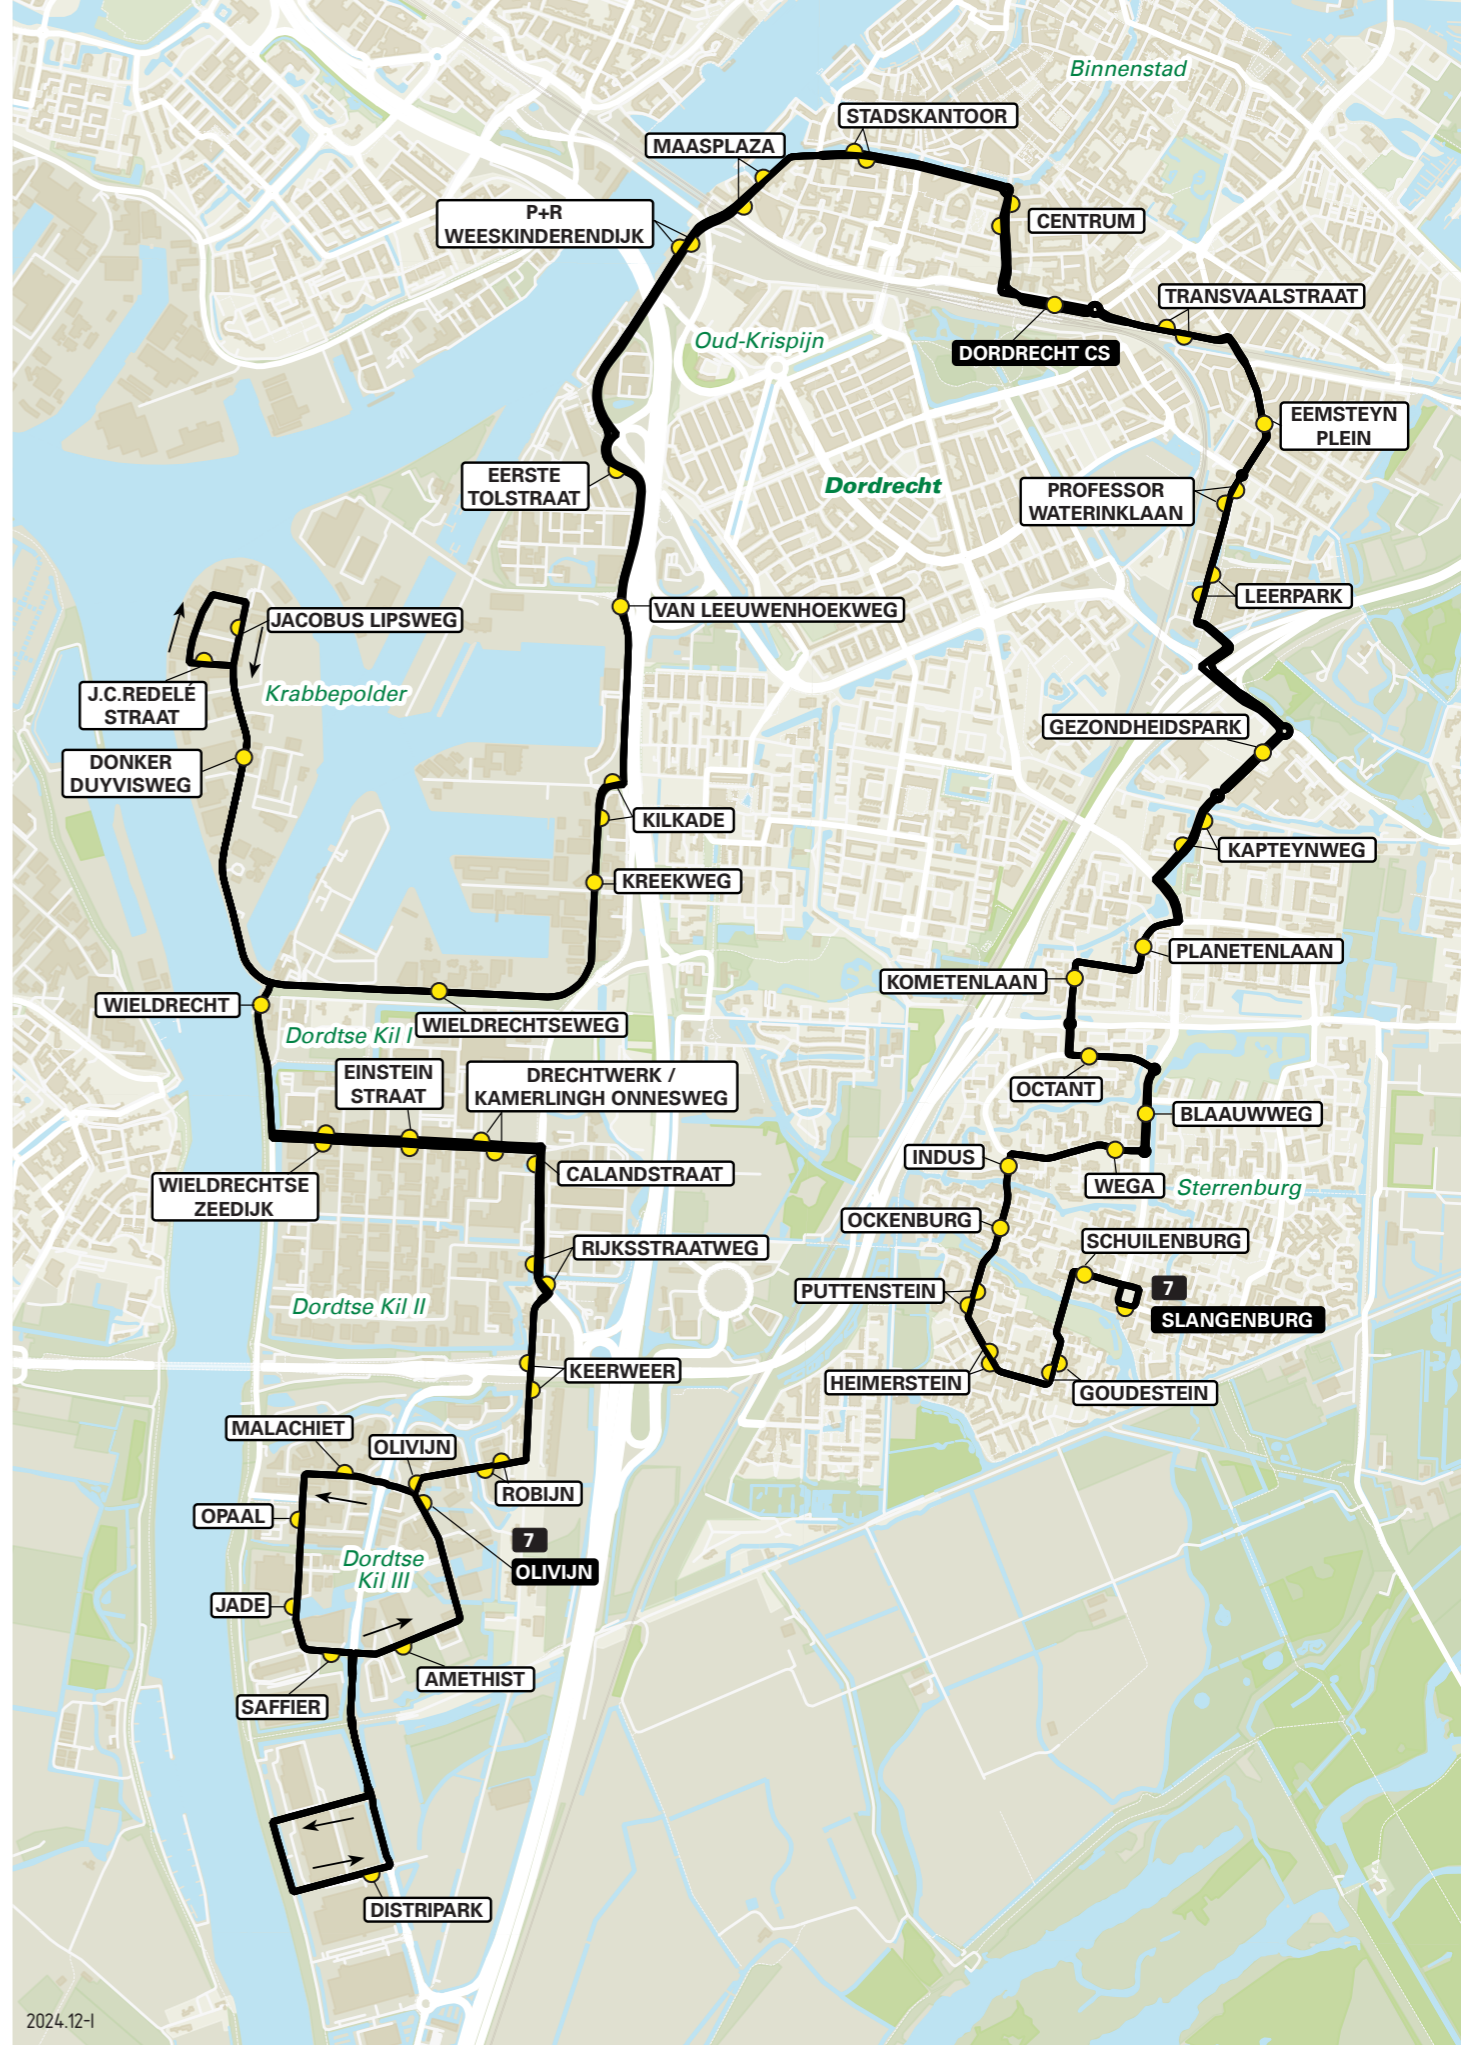 Binnenstad
STADSKANTOOR
MAASPLAZA
P+R
WEESKINDERENDIJK
CENTRUM
TRANSVAALSTRAAT
Oud-Krispijn
DORDRECHT CS
EEMSTEYN
PLEIN
EERSTE
TOLSTRAAT
Dordrecht
PROFESSOR
WATERINKLAAN
LEERPARK
VAN LEEUWENHOEKWEG
JACOBUS LIPSWEG
Krabbepolder
J.C.REDELÉ
STRAAT
GEZONDHEIDSPARK
DONKER
DUYVISWEG
KILKADE
KAPTEYNWEG
KREEKWEG
PLANETENLAAN
KOMETENLAAN
WIELDRECHT
WIELDRECHTSEWEG
Dordtse Kil I
EINSTEIN
STRAAT
DRECHTWERK /
KAMERLINGH ONNESWEG
OCTANT
BLAAUWWEG
INDUS
CALANDSTRAAT
WEGA
Sterrenburg
WIELDRECHTSE
ZEEDIJK
OCKENBURG
SCHUILENBURG
RIJKSSTRAATWEG
PUTTENSTEIN
7
SLANGENBURG
Dordtse Kil II
KEERWEER
HEIMERSTEIN
GOUDESTEIN
MALACHIET
OLIVIJN
ROBIJN
OPAAL
7
OLIVIJN
Dordtse
Kil III
JADE
AMETHIST
SAFFIER
DISTRIPARK
2024.12-I